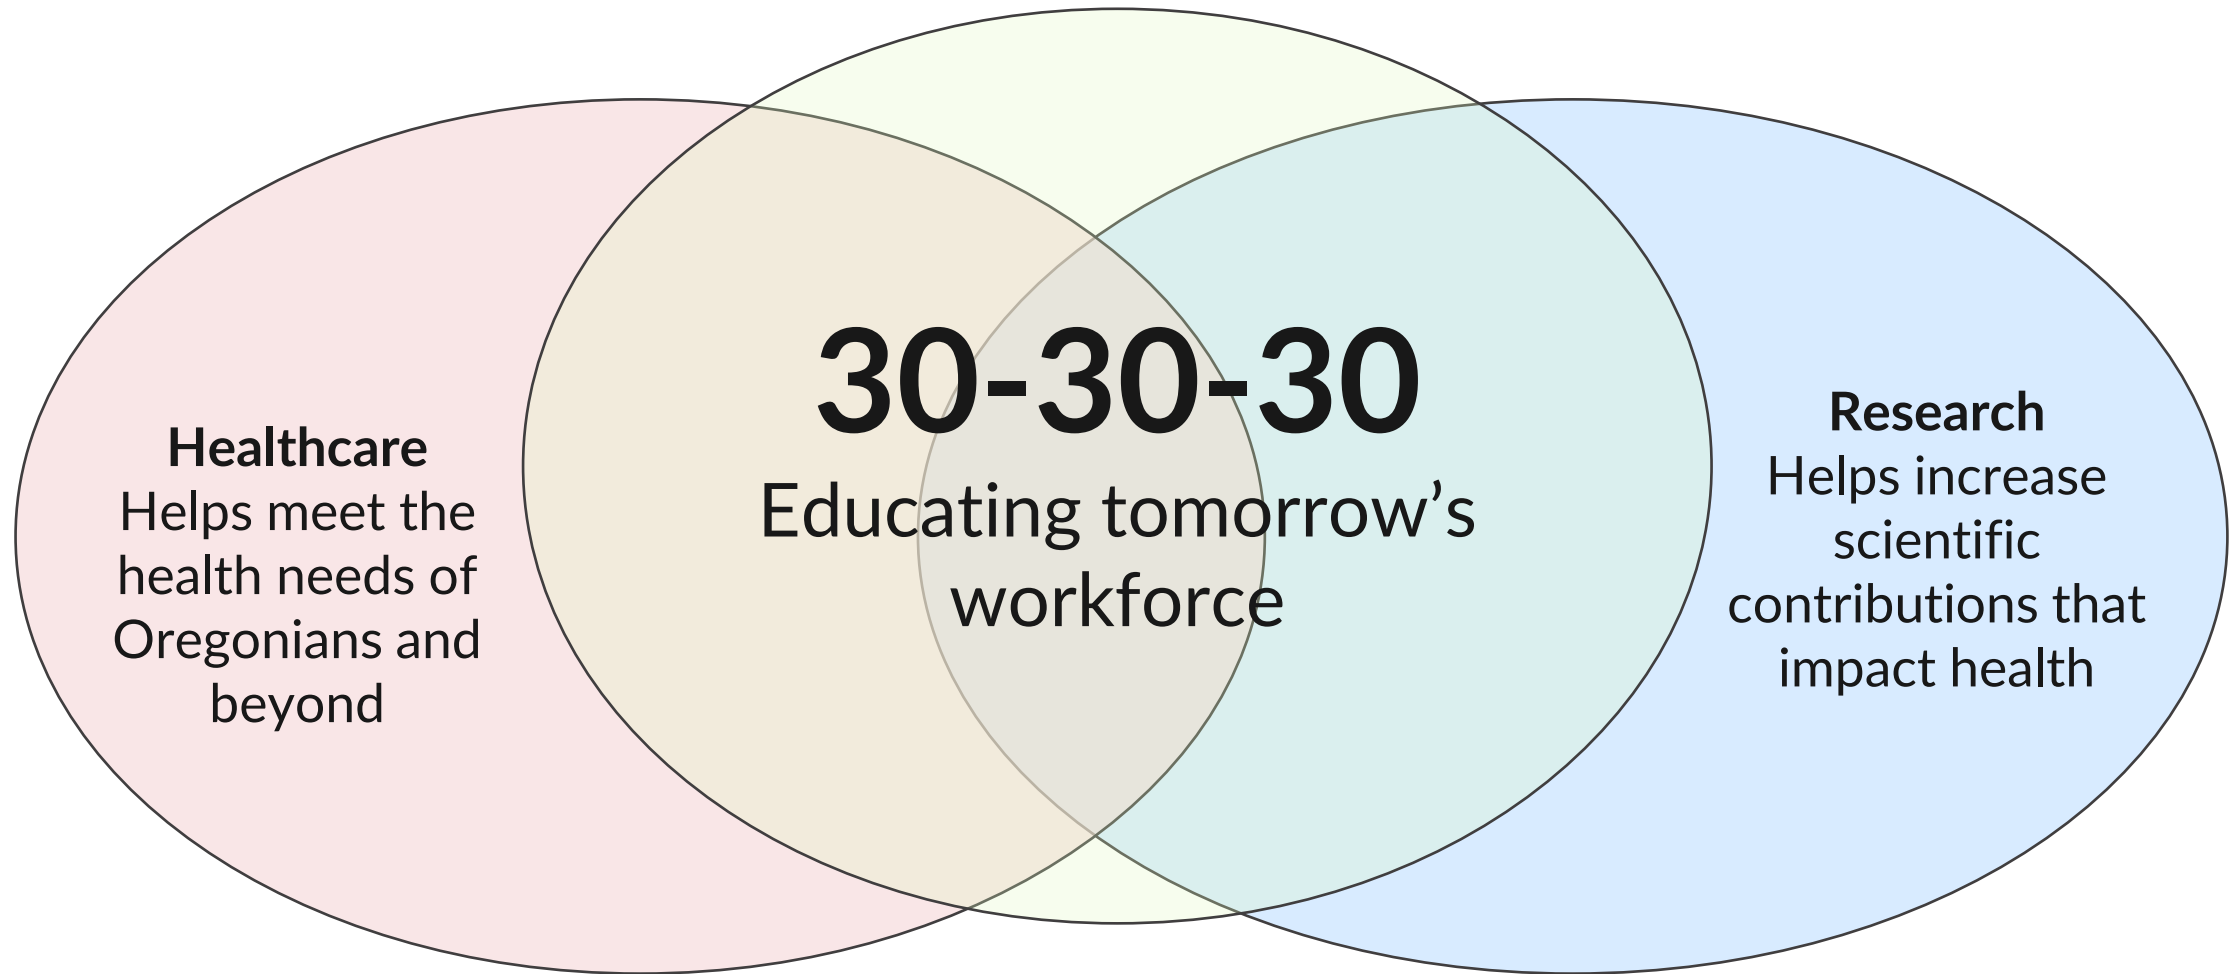 Healthcare
Helps meet the
health needs of
Oregonians and
beyond
30-30-30
Educating tomorrow’s
workforce
Research
Helps increase
scientific
contributions that
impact health